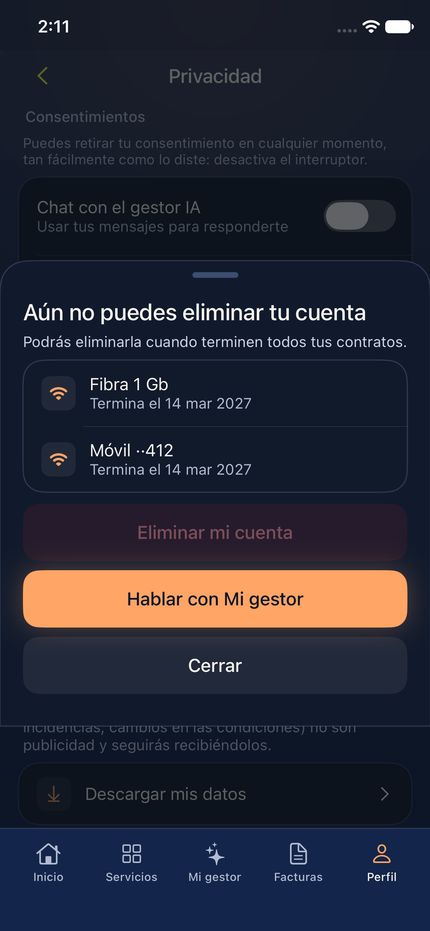 2:11
Privacidad
Consentimientos
Puedes retirar tu consentimiento en cualquier momento,
tan fácilmente como lo diste: desactiva el interruptor.
Chat con el gestor IA
Usar tus mensajes para responderte
Aún no puedes eliminar tu cuenta
Podrás eliminarla cuando terminen todos tus contratos.
Fibra 1 Gb
Termina el 14 mar 2027
Móvil ··412
Termina el 14 mar 2027
Eliminar mi cuenta
Hablar con Mi gestor
Cerrar
incidencias, cambios en las condiciones) no son
publicidad y seguirás recibiéndolos.
Descargar mis datos
Inicio
Servicios
Mi gestor
Facturas
Perfil